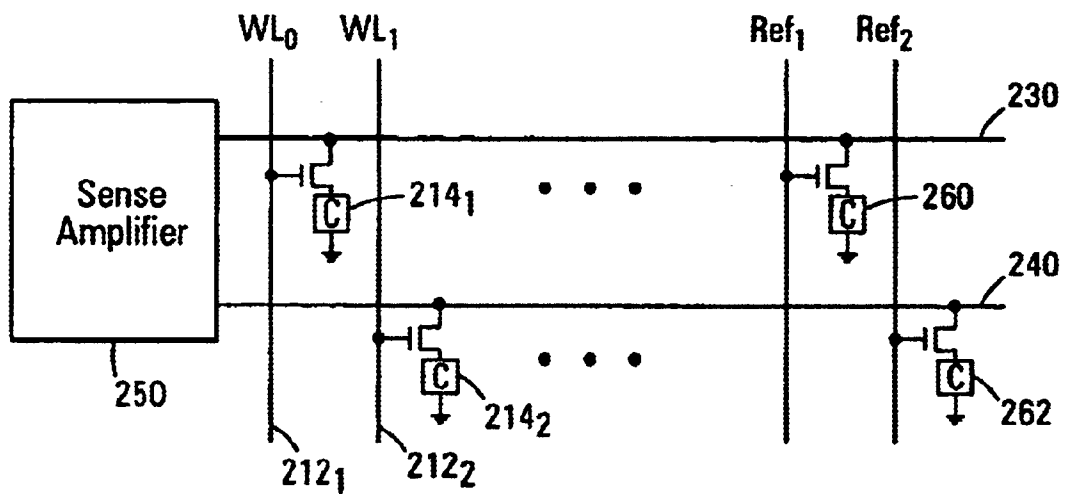 WL0 WL1 Ref1 Ref2
230
Sense
Amplifier
C 2141
C 260
240
250
C 2142
C 262
2121 2122